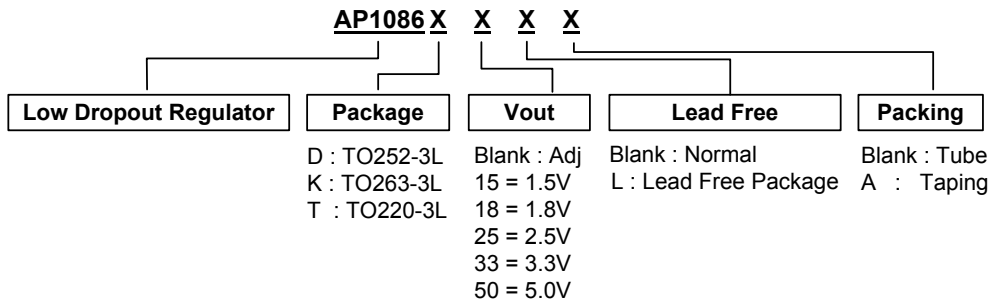 AP1086 X X X X
Low Dropout Regulator
Package
Vout
Lead Free
Packing
D : TO252-3L
K : TO263-3L
T : TO220-3L
Blank : Adj
15 = 1.5V
18 = 1.8V
25 = 2.5V
33 = 3.3V
50 = 5.0V
Blank : Normal
L : Lead Free Package
Blank : Tube
A : Taping